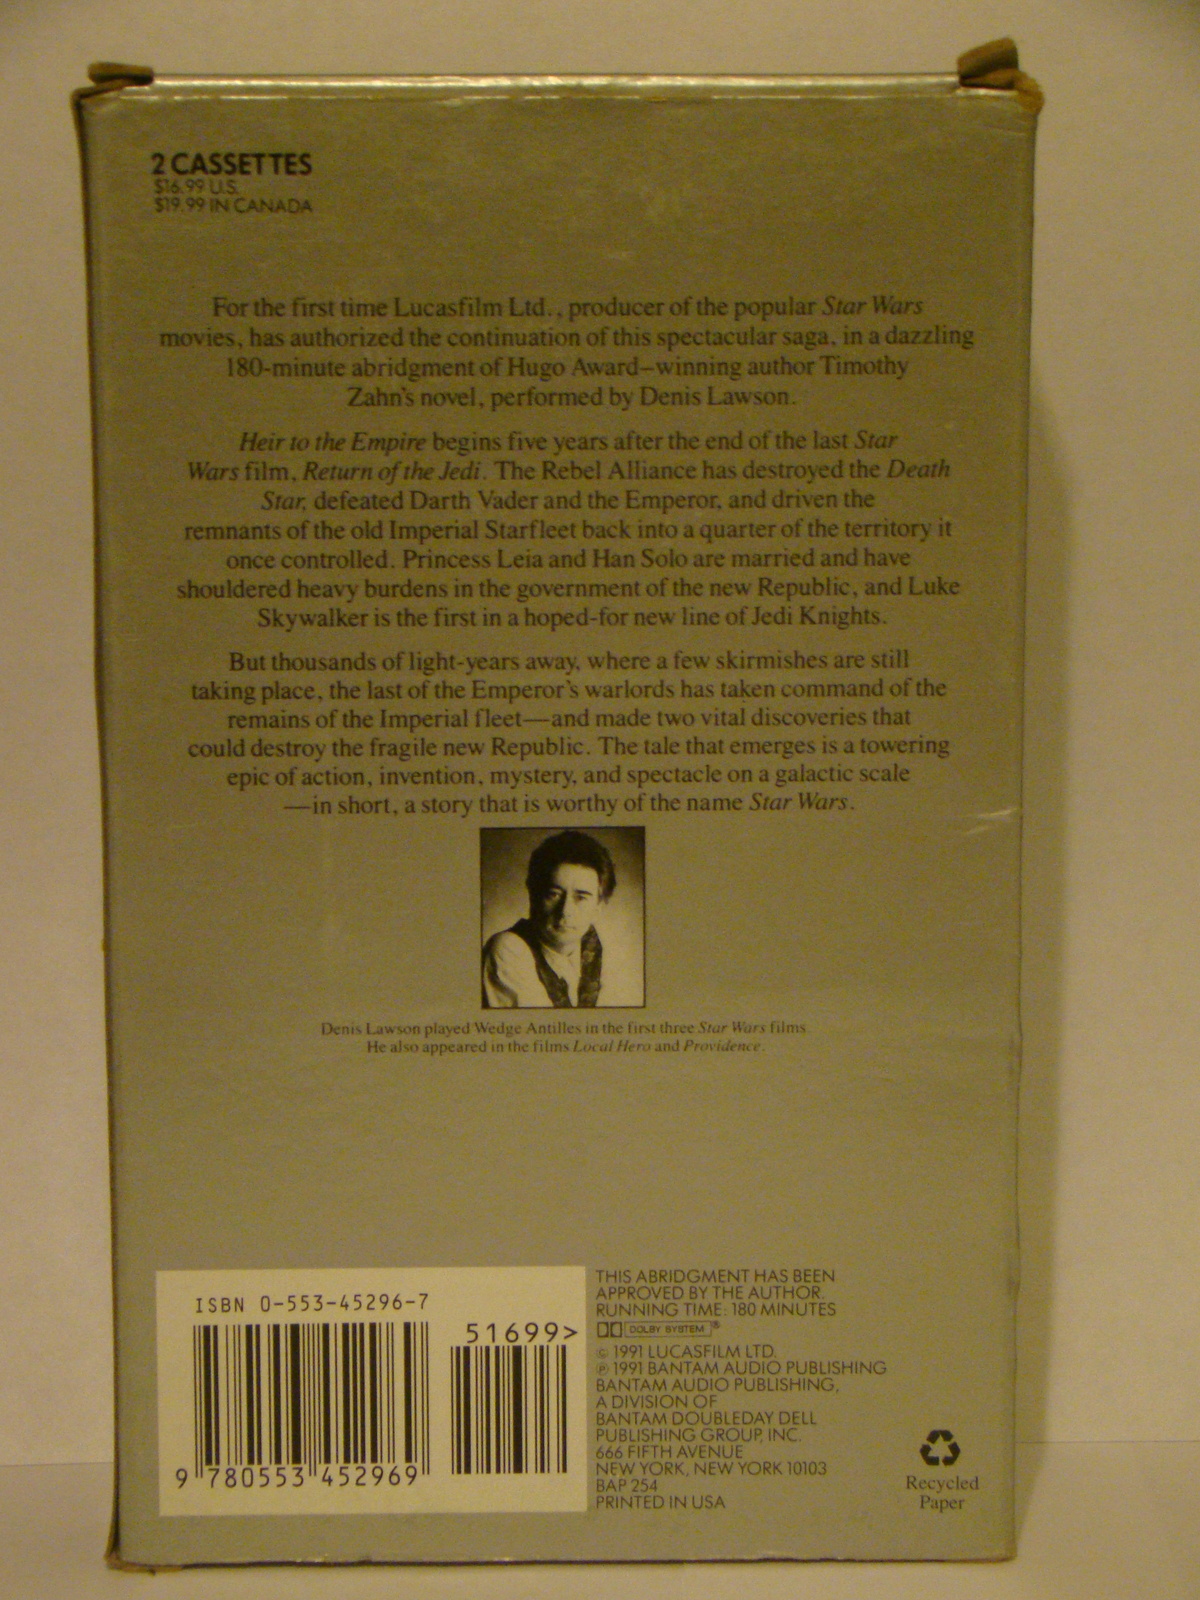 2 CASSETTES
$16.99 U.S.
$19.99 IN CANADA
For the first time Lucasfilm Ltd., producer of the popular Star Wars
movies, has authorized the continuation of this spectacular saga, in a dazzling
180-minute abridgment of Hugo Award–winning author Timothy
Zahn's novel, performed by Denis Lawson.
Heir to the Empire begins five years after the end of the last Star
Wars film, Return of the Jedi. The Rebel Alliance has destroyed the Death
Star, defeated Darth Vader and the Emperor, and driven the
remnants of the old Imperial Starfleet back into a quarter of the territory it
once controlled. Princess Leia and Han Solo are married and have
shouldered heavy burdens in the government of the new Republic, and Luke
Skywalker is the first in a hoped-for new line of Jedi Knights.
But thousands of light-years away, where a few skirmishes are still
taking place, the last of the Emperor's warlords has taken command of the
remains of the Imperial fleet—and made two vital discoveries that
could destroy the fragile new Republic. The tale that emerges is a towering
epic of action, invention, mystery, and spectacle on a galactic scale
—in short, a story that is worthy of the name Star Wars.
Denis Lawson played Wedge Antilles in the first three Star Wars films.
He also appeared in the films Local Hero and Providence.
ISBN 0-553-45296-7
51699>
9 780553 452969
THIS ABRIDGMENT HAS BEEN
APPROVED BY THE AUTHOR.
RUNNING TIME: 180 MINUTES
DOLBY SYSTEM®
© 1991 LUCASFILM LTD.
℗ 1991 BANTAM AUDIO PUBLISHING
BANTAM AUDIO PUBLISHING,
A DIVISION OF
BANTAM DOUBLEDAY DELL
PUBLISHING GROUP, INC.
666 FIFTH AVENUE
NEW YORK, NEW YORK 10103
BAP 254
PRINTED IN USA
Recycled
Paper